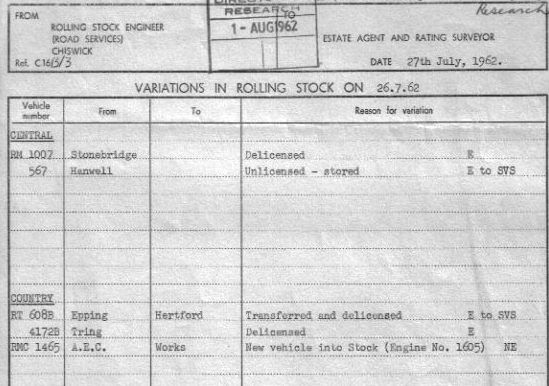 RESEARCH
TO
1 - AUG 1962
Research
FROM
ROLLING STOCK ENGINEER
(ROAD SERVICES)
CHISWICK
Ref. C16/5/3
ESTATE AGENT AND RATING SURVEYOR
DATE 27th July, 1962.
VARIATIONS IN ROLLING STOCK ON 26.7.62
Vehicle number From To Reason for variation
CENTRAL
RM 1007 Stonebridge Delicensed E
567 Hanwell Unlicensed - stored E to SVS
COUNTRY
RT 608B Epping Hertford Transferred and delicensed E to SVS
4172B Tring Delicensed E
RMC 1465 A.E.C. Works New vehicle into Stock (Engine No. 1605) NE